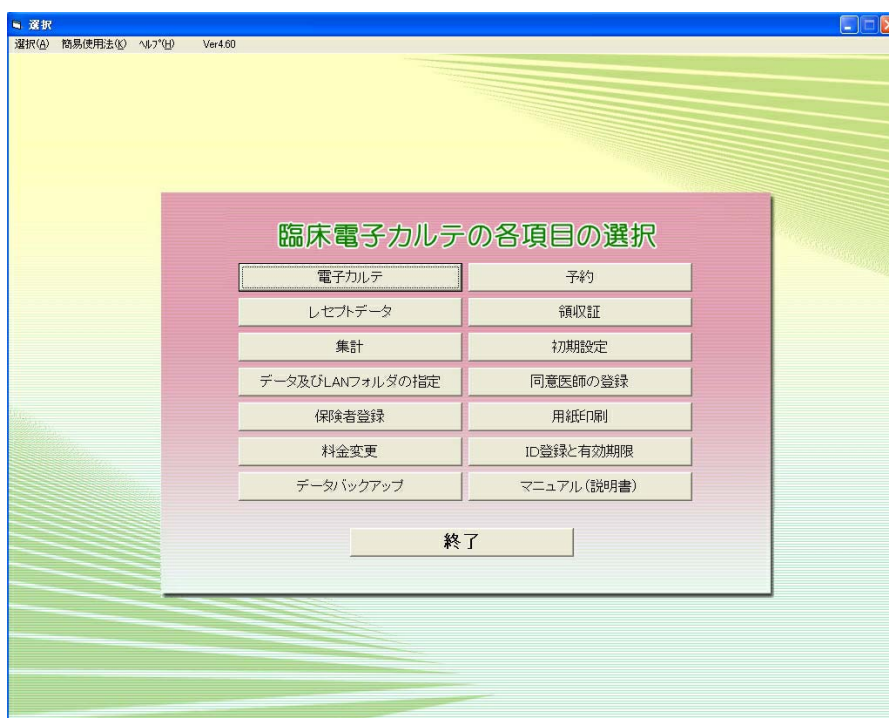 選択
選択(A) 簡易使用法(K) ヘルプ(H) Ver4.60
臨床電子カルテの各項目の選択
電子カルテ 予約
レセプトデータ 領収証
集計 初期設定
データ及びLANフォルダの指定 同意医師の登録
保険者登録 用紙印刷
料金変更 ID登録と有効期限
データバックアップ マニュアル(説明書)
終了